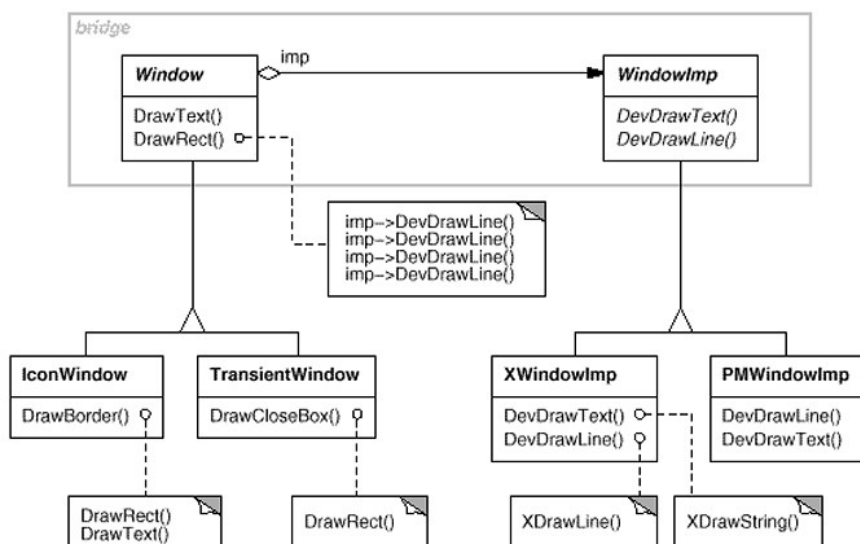 bridge
Window
imp
WindowImp
DrawText()
DrawRect()
DevDrawText()
DevDrawLine()
imp->DevDrawLine()
imp->DevDrawLine()
imp->DevDrawLine()
imp->DevDrawLine()
IconWindow
DrawBorder()
TransientWindow
DrawCloseBox()
XWindowImp
DevDrawText()
DevDrawLine()
PMWindowImp
DevDrawLine()
DevDrawText()
DrawRect()
DrawText()
DrawRect()
XDrawLine()
XDrawString()